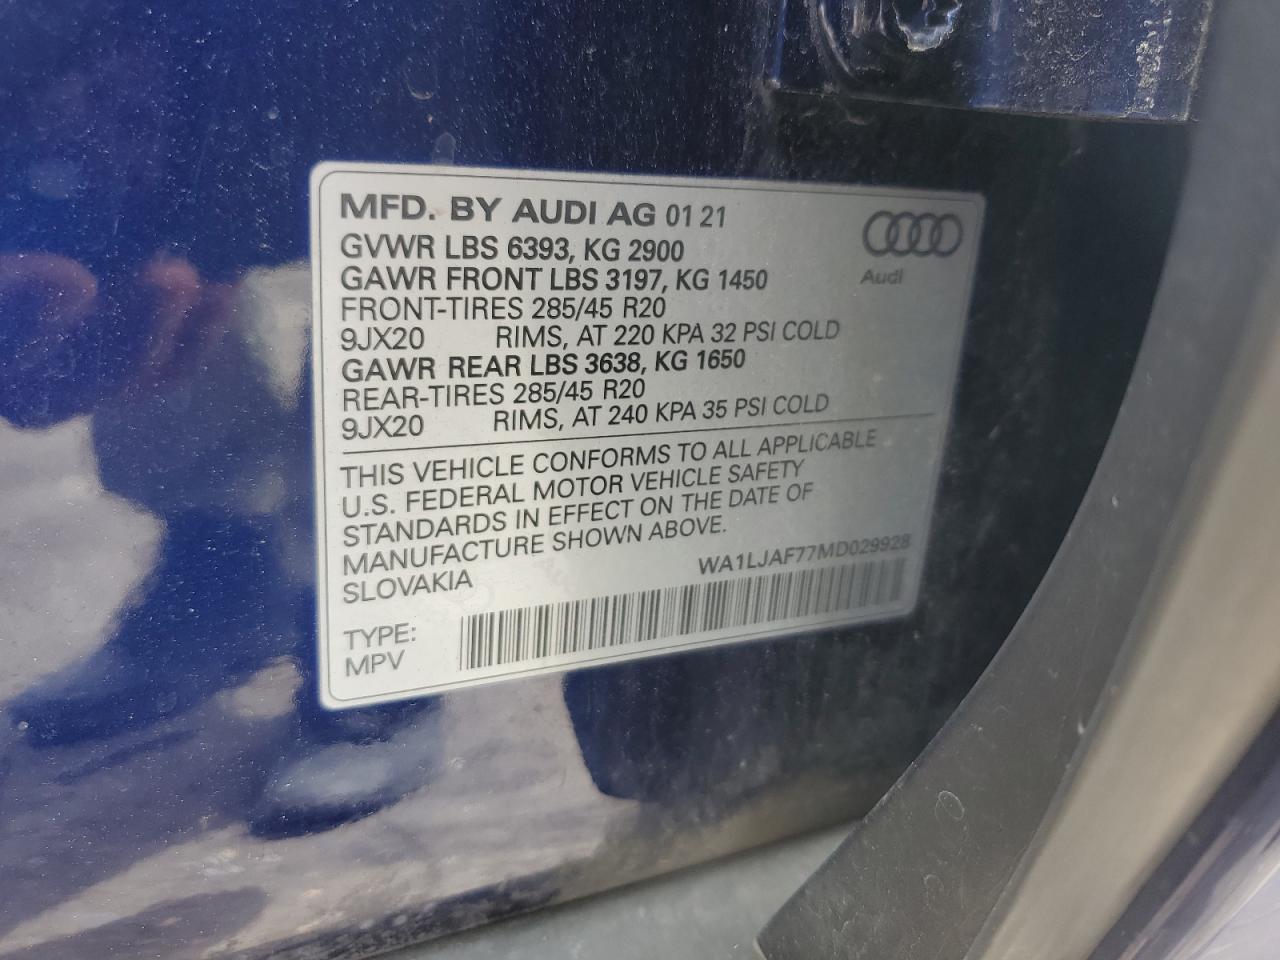 MFD. BY AUDI AG 01 21
GVWR LBS 6393, KG 2900
GAWR FRONT LBS 3197, KG 1450
FRONT-TIRES 285/45 R20
9JX20 RIMS, AT 220 KPA 32 PSI COLD
GAWR REAR LBS 3638, KG 1650
REAR-TIRES 285/45 R20
9JX20 RIMS, AT 240 KPA 35 PSI COLD
Audi
THIS VEHICLE CONFORMS TO ALL APPLICABLE
U.S. FEDERAL MOTOR VEHICLE SAFETY
STANDARDS IN EFFECT ON THE DATE OF
MANUFACTURE SHOWN ABOVE.
SLOVAKIA
WA1LJAF77MD029928
TYPE:
MPV